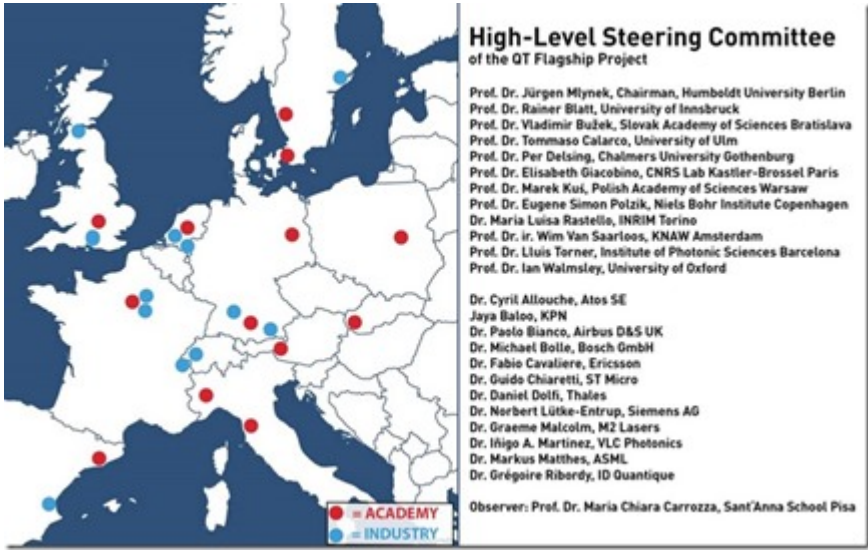 High-Level Steering Committee
of the QT Flagship Project
Prof. Dr. Jürgen Mlynek, Chairman, Humboldt University Berlin
Prof. Dr. Rainer Blatt, University of Innsbruck
Prof. Dr. Vladimir Bužek, Slovak Academy of Sciences Bratislava
Prof. Dr. Tommaso Calarco, University of Ulm
Prof. Dr. Per Delsing, Chalmers University Gothenburg
Prof. Dr. Elisabeth Giacobino, CNRS Lab Kastler-Brossel Paris
Prof. Dr. Marek Kuś, Polish Academy of Sciences Warsaw
Prof. Dr. Eugene Simon Polzik, Niels Bohr Institute Copenhagen
Dr. Maria Luisa Rastello, INRIM Torino
Prof. Dr. ir. Wim Van Saarloos, KNAW Amsterdam
Prof. Dr. Lluis Torner, Institute of Photonic Sciences Barcelona
Prof. Dr. Ian Walmsley, University of Oxford
Dr. Cyril Allouche, Atos SE
Jaya Baloo, KPN
Dr. Paolo Bianco, Airbus D&S UK
Dr. Michael Bolle, Bosch GmbH
Dr. Fabio Cavaliere, Ericsson
Dr. Guido Chiaretti, ST Micro
Dr. Daniel Dolfi, Thales
Dr. Norbert Lütke-Entrup, Siemens AG
Dr. Graeme Malcolm, M2 Lasers
Dr. Iñigo A. Martinez, VLC Photonics
Dr. Markus Matthes, ASML
Dr. Grégoire Ribordy, ID Quantique
Observer: Prof. Dr. Maria Chiara Carrozza, Sant'Anna School Pisa
= ACADEMY
= INDUSTRY